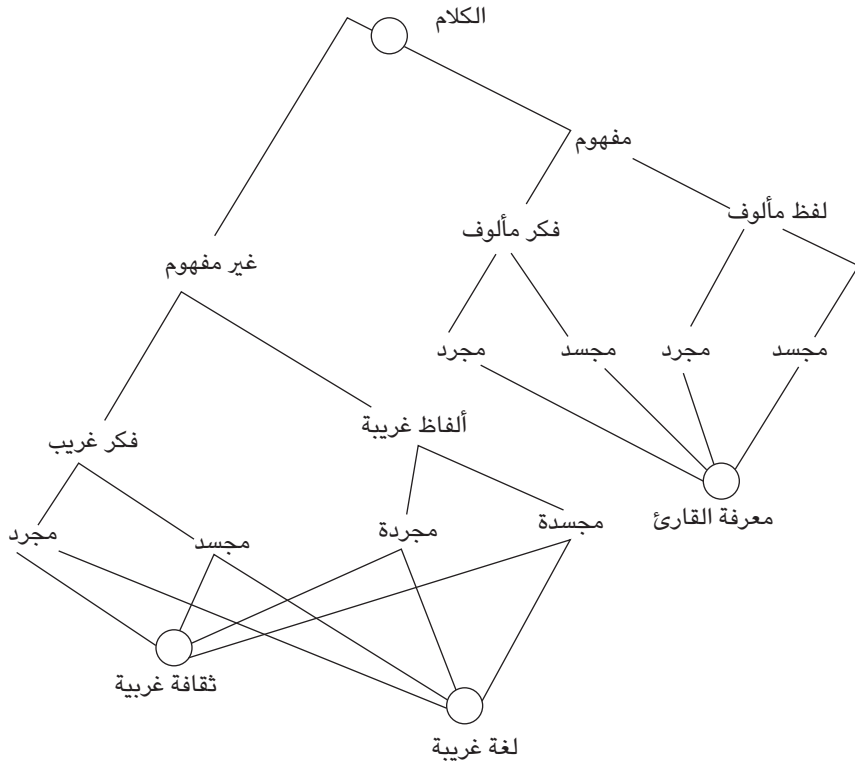 الكلام
مفهوم
لفظ مألوف
فكر مألوف
غير مفهوم
مجسد
مجرد
مجسد
مجرد
ألفاظ غريبة
فكر غريب
معرفة القارئ
مجسدة
مجردة
مجسد
مجرد
ثقافة غربية
لغة غريبة